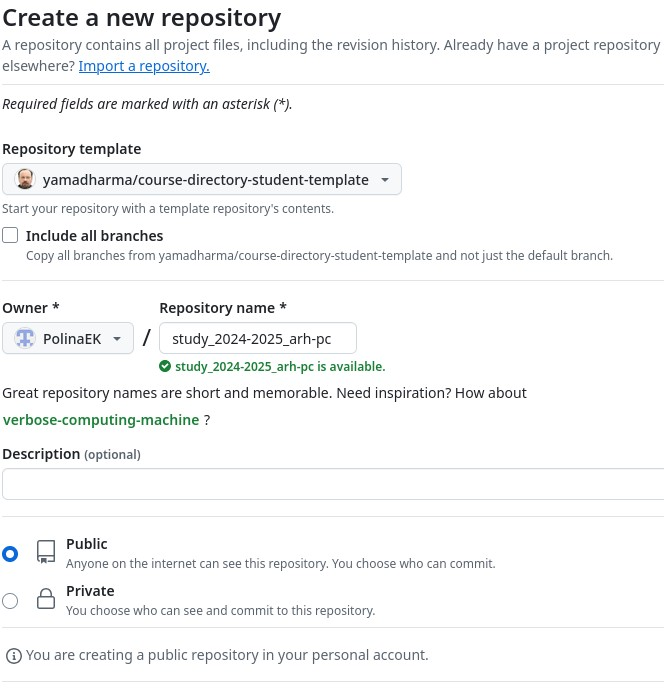 Create a new repository
A repository contains all project files, including the revision history. Already have a project repository
elsewhere? Import a repository.
Required fields are marked with an asterisk (*).
Repository template
yamadharma/course-directory-student-template
Start your repository with a template repository's contents.
Include all branches
Copy all branches from yamadharma/course-directory-student-template and not just the default branch.
Owner * Repository name *
PolinaEK / study_2024-2025_arh-pc
study_2024-2025_arh-pc is available.
Great repository names are short and memorable. Need inspiration? How about
verbose-computing-machine ?
Description (optional)
Public
Anyone on the internet can see this repository. You choose who can commit.
Private
You choose who can see and commit to this repository.
You are creating a public repository in your personal account.